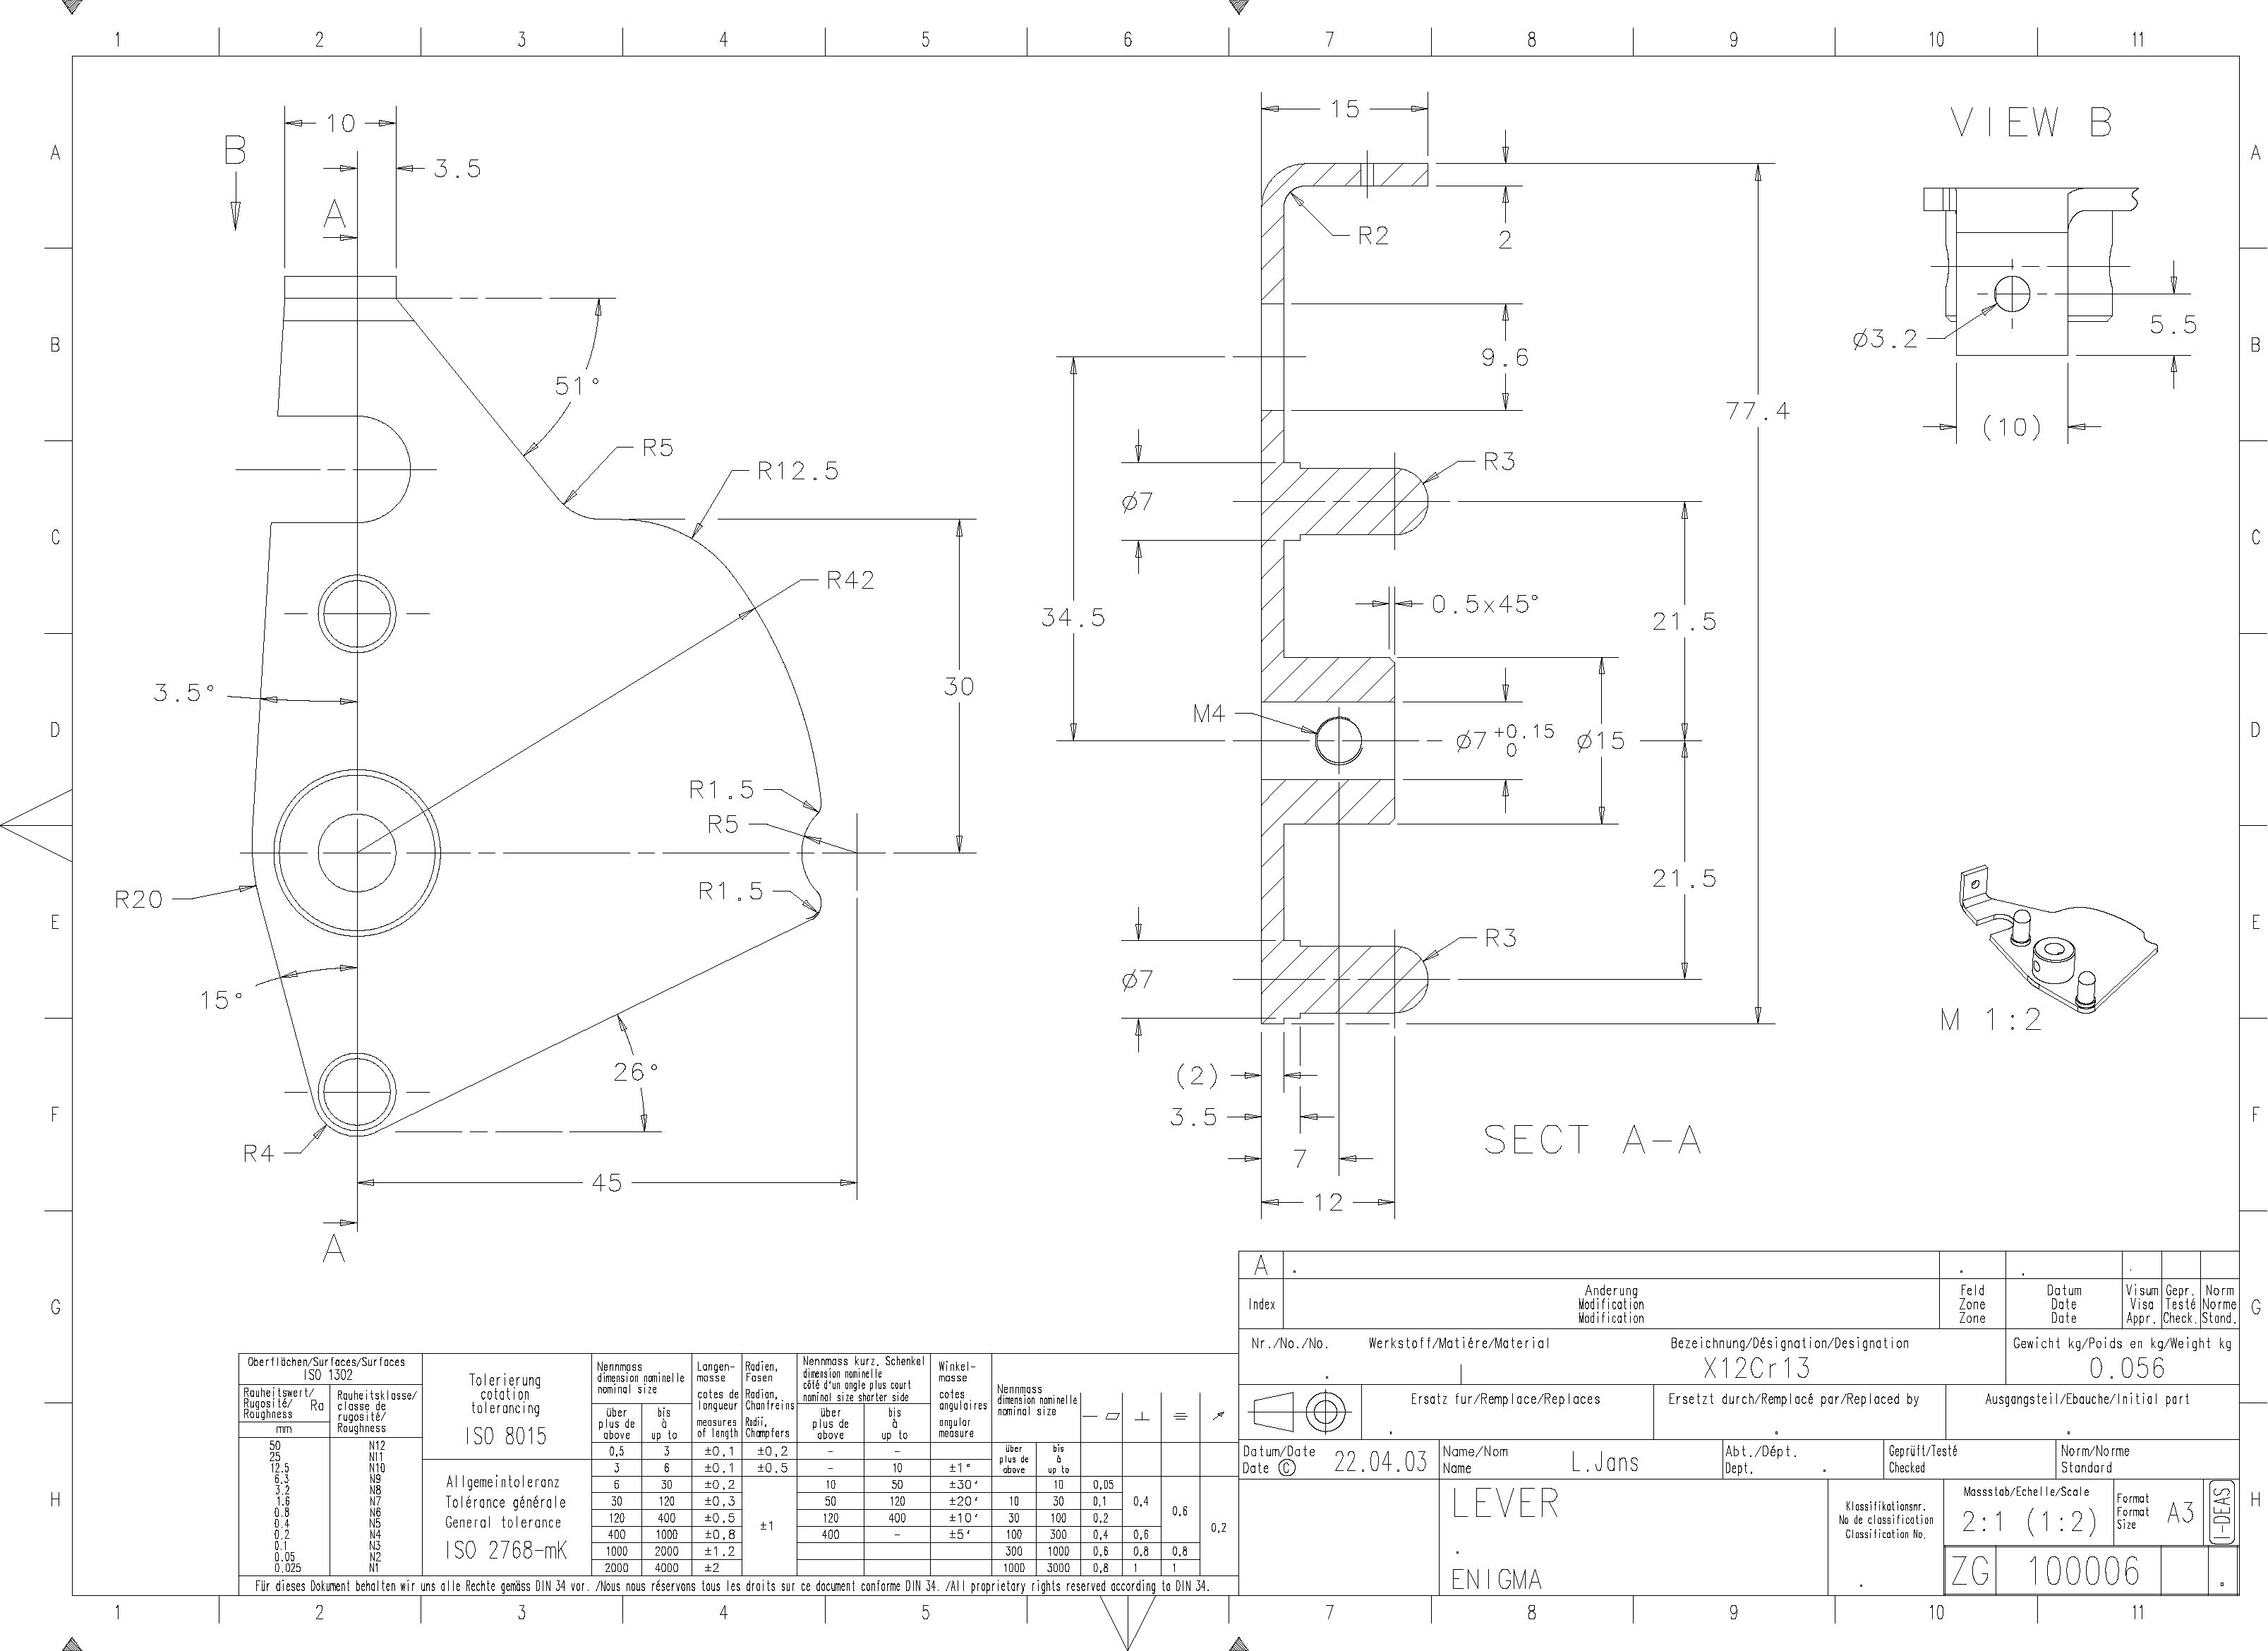 1 2 3 4 5 6 7 8 9 10 11
A
B
C
D
E
F
G
H
A
B
C
D
E
F
G
H
B
10
3.5
A
51°
R5
R12.5
R42
3.5°
30
R1.5
R5
R1.5
R20
15°
26°
R4
45
A
15
R2
2
9.6
77.4
R3
ø7
34.5
0.5x45°
21.5
M4
ø7 +0.15
0
ø15
21.5
R3
ø7
(2)
3.5
7
12
SECT A-A
VIEW B
ø3.2
5.5
(10)
M 1:2
A . . . .
Index
Anderung
Modification
Modification
Feld
Zone
Zone
Datum
Date
Date
Visum
Visa
Appr.
Gepr.
Testé
Check.
Norm
Norme
Stand.
Nr./No./No. Werkstoff/Matiére/Material Bezeichnung/Désignation/Designation Gewicht kg/Poids en kg/Weight kg
X12Cr13 0.056
Ersatz fur/Remplace/Replaces Ersetzt durch/Remplacé par/Replaced by Ausgangsteil/Ebauche/Initial part
Datum/Date
Date © 22.04.03
Name/Nom
Name L.Jans
Abt./Dépt.
Dept. .
Geprüft/Testé
Checked
Norm/Norme
Standard
LEVER
.
ENIGMA
Klassifikationsnr.
No de classification
Classification No.
Massstab/Echelle/Scale
2:1 (1:2)
Format
Format
Size
A3
I-DEAS
ZG 100006
Oberflächen/Surfaces/Surfaces
ISO 1302
Rauheitswert/
Rugosité/ Ra
Roughness
Rauheitsklasse/
classe de
rugosité/
Roughness
mm
50 N12
25 N11
12.5 N10
6.3 N9
3.2 N8
1.6 N7
0.8 N6
0.4 N5
0.2 N4
0.1 N3
0.05 N2
0.025 N1
Tolerierung
cotation
tolerancing
ISO 8015
Allgemeintoleranz
Tolérance générale
General tolerance
ISO 2768-mK
Nennmass
dimension nominelle
nominal size
über
plus de
above
bis
à
up to
Langen-
masse
cotes de
longueur
measures
of length
Radien,
Fasen
Radian,
Chanfreins
Radii,
Champfers
Nennmass kurz. Schenkel
dimension nominelle
côté d'un angle plus court
nominal size shorter side
über
plus de
above
bis
à
up to
Winkel-
masse
cotes
angulaires
angular
measure
Nennmass
dimension nominelle
nominal size
über
plus de
above
bis
à
up to
0,5 3 ±0,1 ±0,2 - -
3 6 ±0,1 ±0,5 - 10 ±1°
6 30 ±0,2 ±1 10 50 ±30' 10 0,05 0,4 0,6 0,2
30 120 ±0,3 50 120 ±20' 10 30 0,1
120 400 ±0,5 120 400 ±10' 30 100 0,2
400 1000 ±0,8 400 - ±5' 100 300 0,4 0,6
1000 2000 ±1,2 300 1000 0,6 0,8 0,8
2000 4000 ±2 1000 3000 0,8 1 1
Für dieses Dokument behalten wir uns alle Rechte gemäss DIN 34 vor. /Nous nous réservons tous les droits sur ce document conforme DIN 34. /All proprietary rights reserved according to DIN 34.
1 2 3 4 5 6 7 8 9 10 11